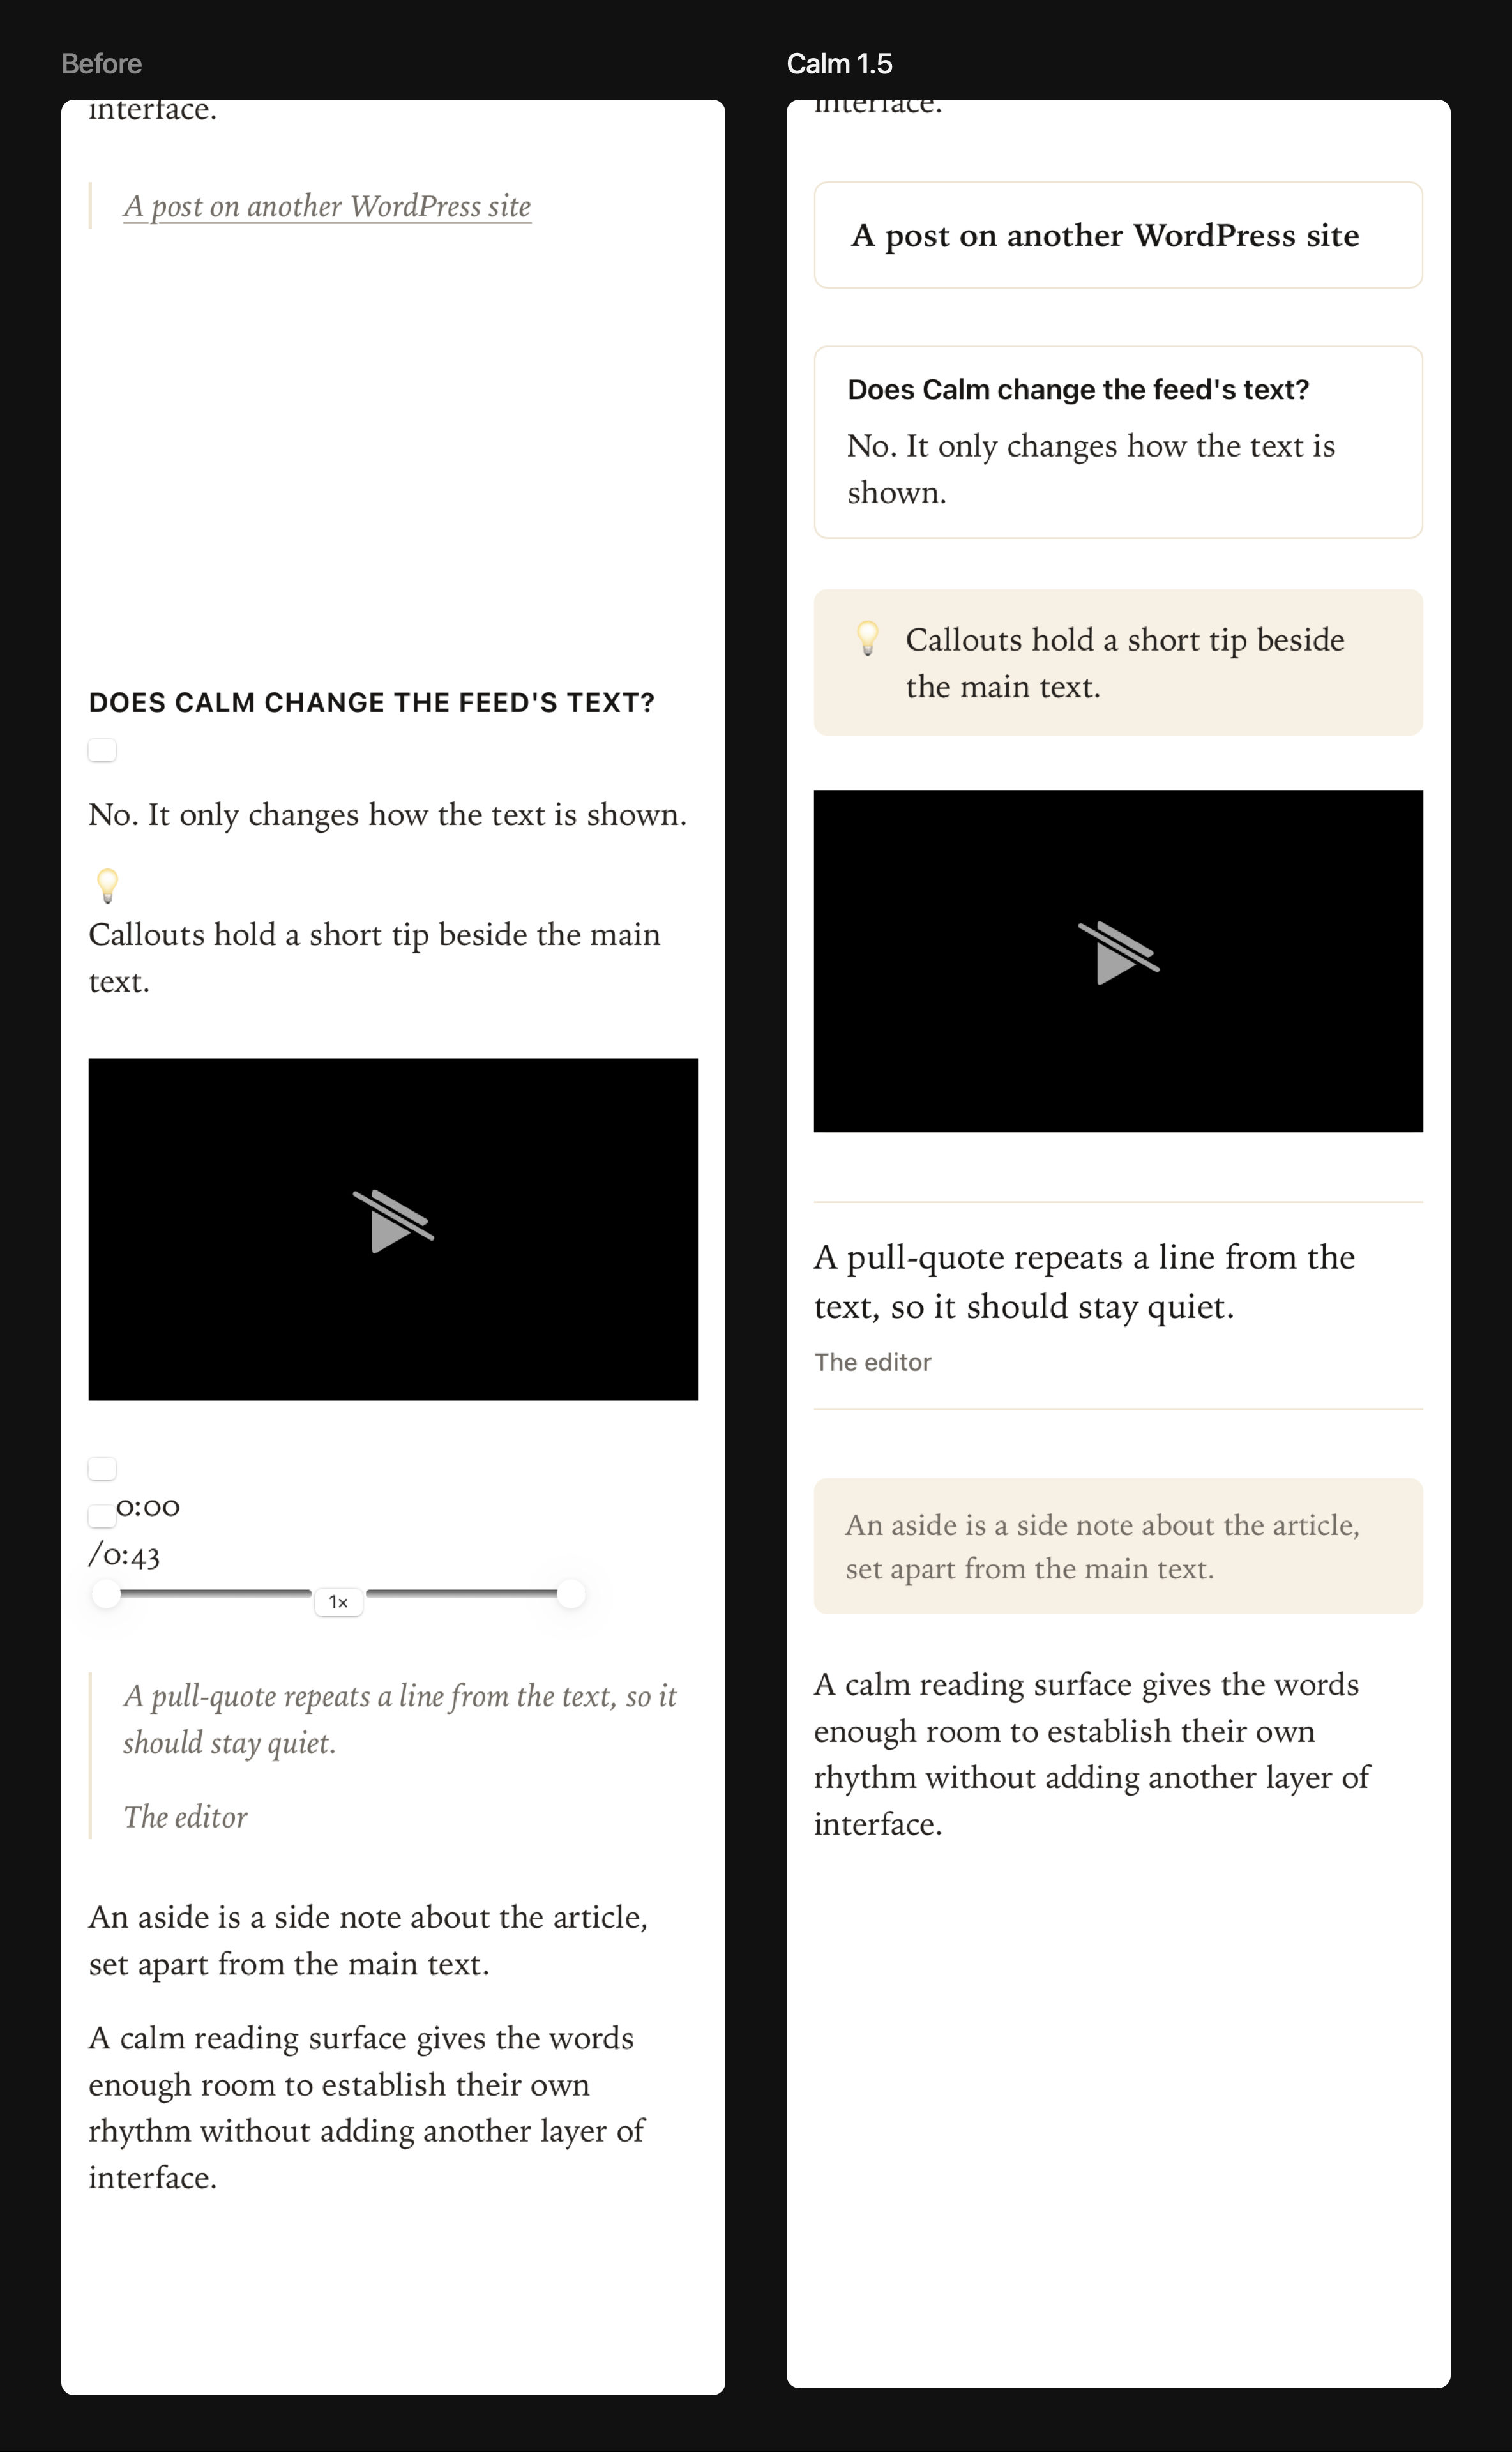 Before
interface.
A post on another WordPress site
DOES CALM CHANGE THE FEED'S TEXT?
No. It only changes how the text is shown.
Callouts hold a short tip beside the main
text.
0:00
/0:43
1×
A pull-quote repeats a line from the text, so it
should stay quiet.
The editor
An aside is a side note about the article,
set apart from the main text.
A calm reading surface gives the words
enough room to establish their own
rhythm without adding another layer of
interface.
Calm 1.5
interface.
A post on another WordPress site
Does Calm change the feed's text?
No. It only changes how the text is
shown.
Callouts hold a short tip beside
the main text.
A pull-quote repeats a line from the
text, so it should stay quiet.
The editor
An aside is a side note about the article,
set apart from the main text.
A calm reading surface gives the words
enough room to establish their own
rhythm without adding another layer of
interface.